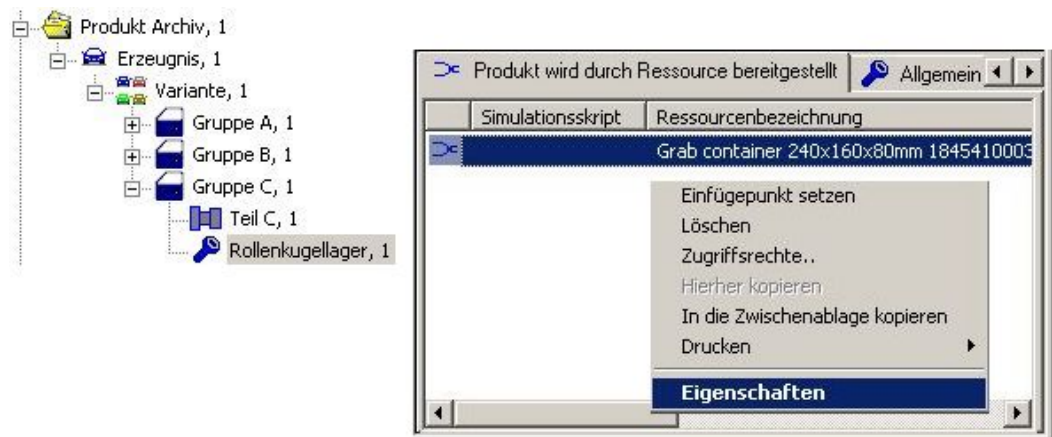 Produkt Archiv, 1
Erzeugnis, 1
Variante, 1
Gruppe A, 1
Gruppe B, 1
Gruppe C, 1
Teil C, 1
Rollenkugellager, 1
Produkt wird durch Ressource bereitgestellt Allgemein
Simulationsskript Ressourcenbezeichnung
Grab container 240x160x80mm 1845410003
Einfügepunkt setzen
Löschen
Zugriffsrechte..
Hierher kopieren
In die Zwischenablage kopieren
Drucken
Eigenschaften